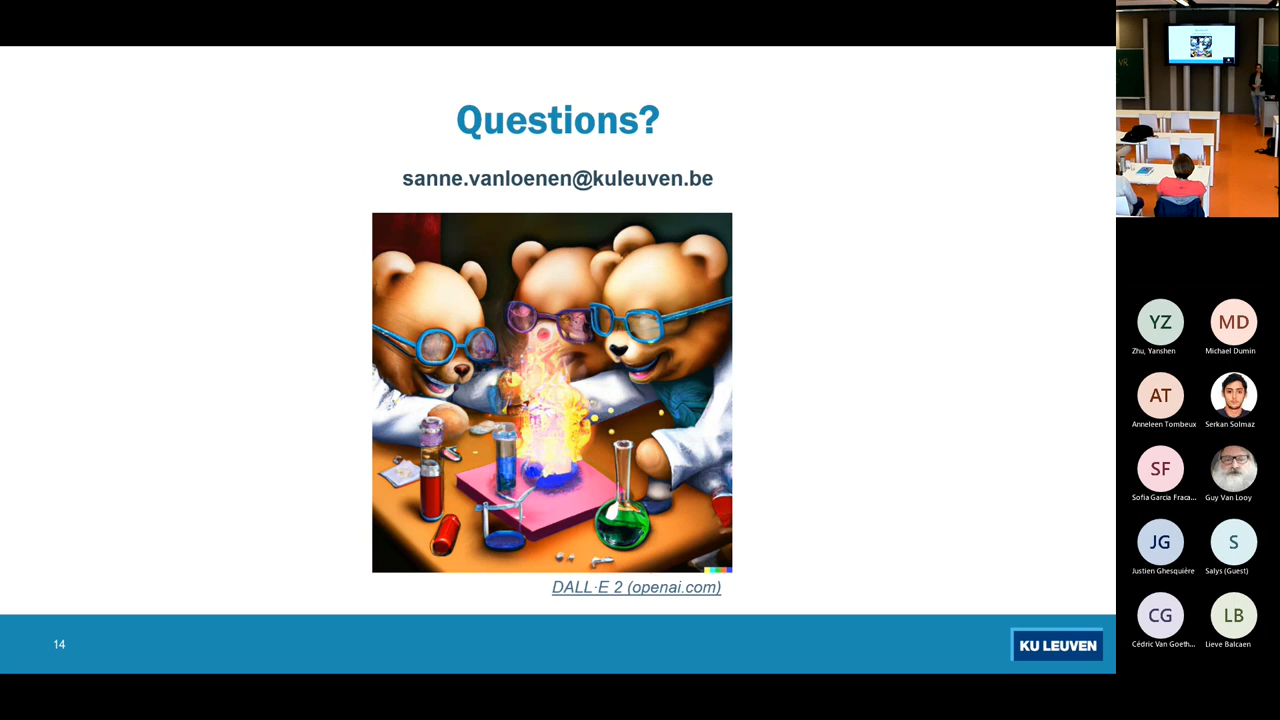 Questions?
sanne.vanloenen@kuleuven.be
DALL·E 2 (openai.com)
14
KU LEUVEN
YZ
Zhu, Yanshen
MD
Michael Dumin
AT
Anneleen Tombeux
Serkan Solmaz
SF
Sofia Garcia Fraca...
Guy Van Looy
JG
Justien Ghesquiére
S
Salys (Guest)
CG
Cédric Van Goeth...
LB
Lieve Balcaen